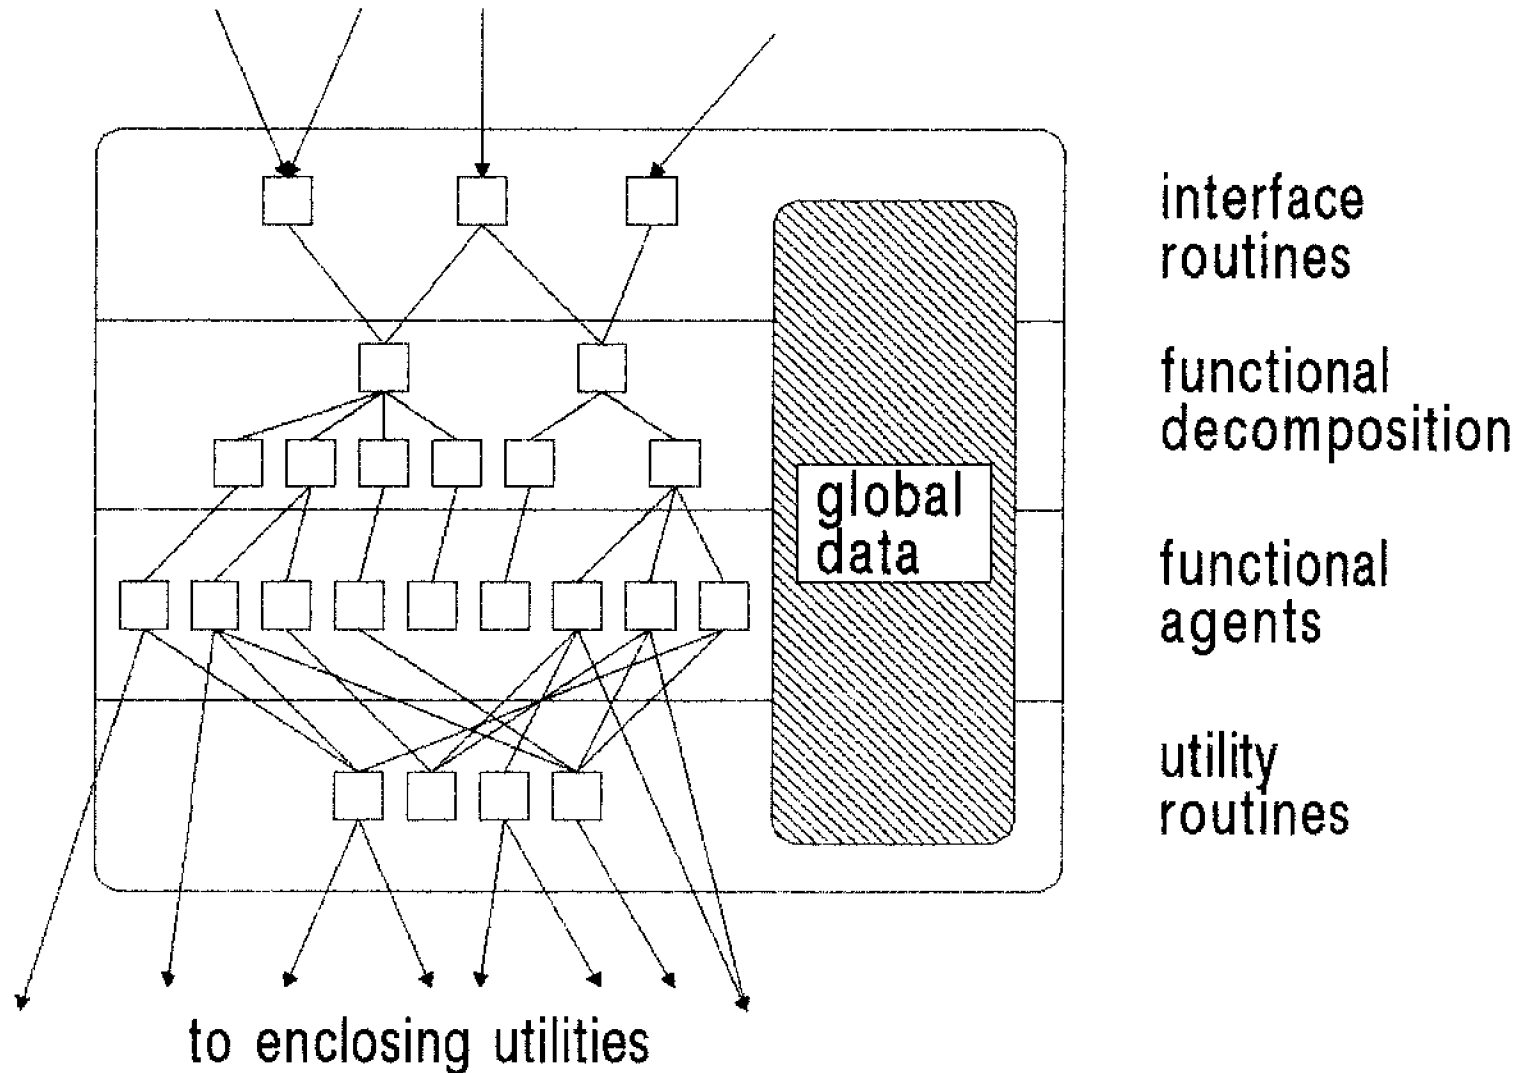 interface
routines
functional
decomposition
global
data
functional
agents
utility
routines
to enclosing utilities